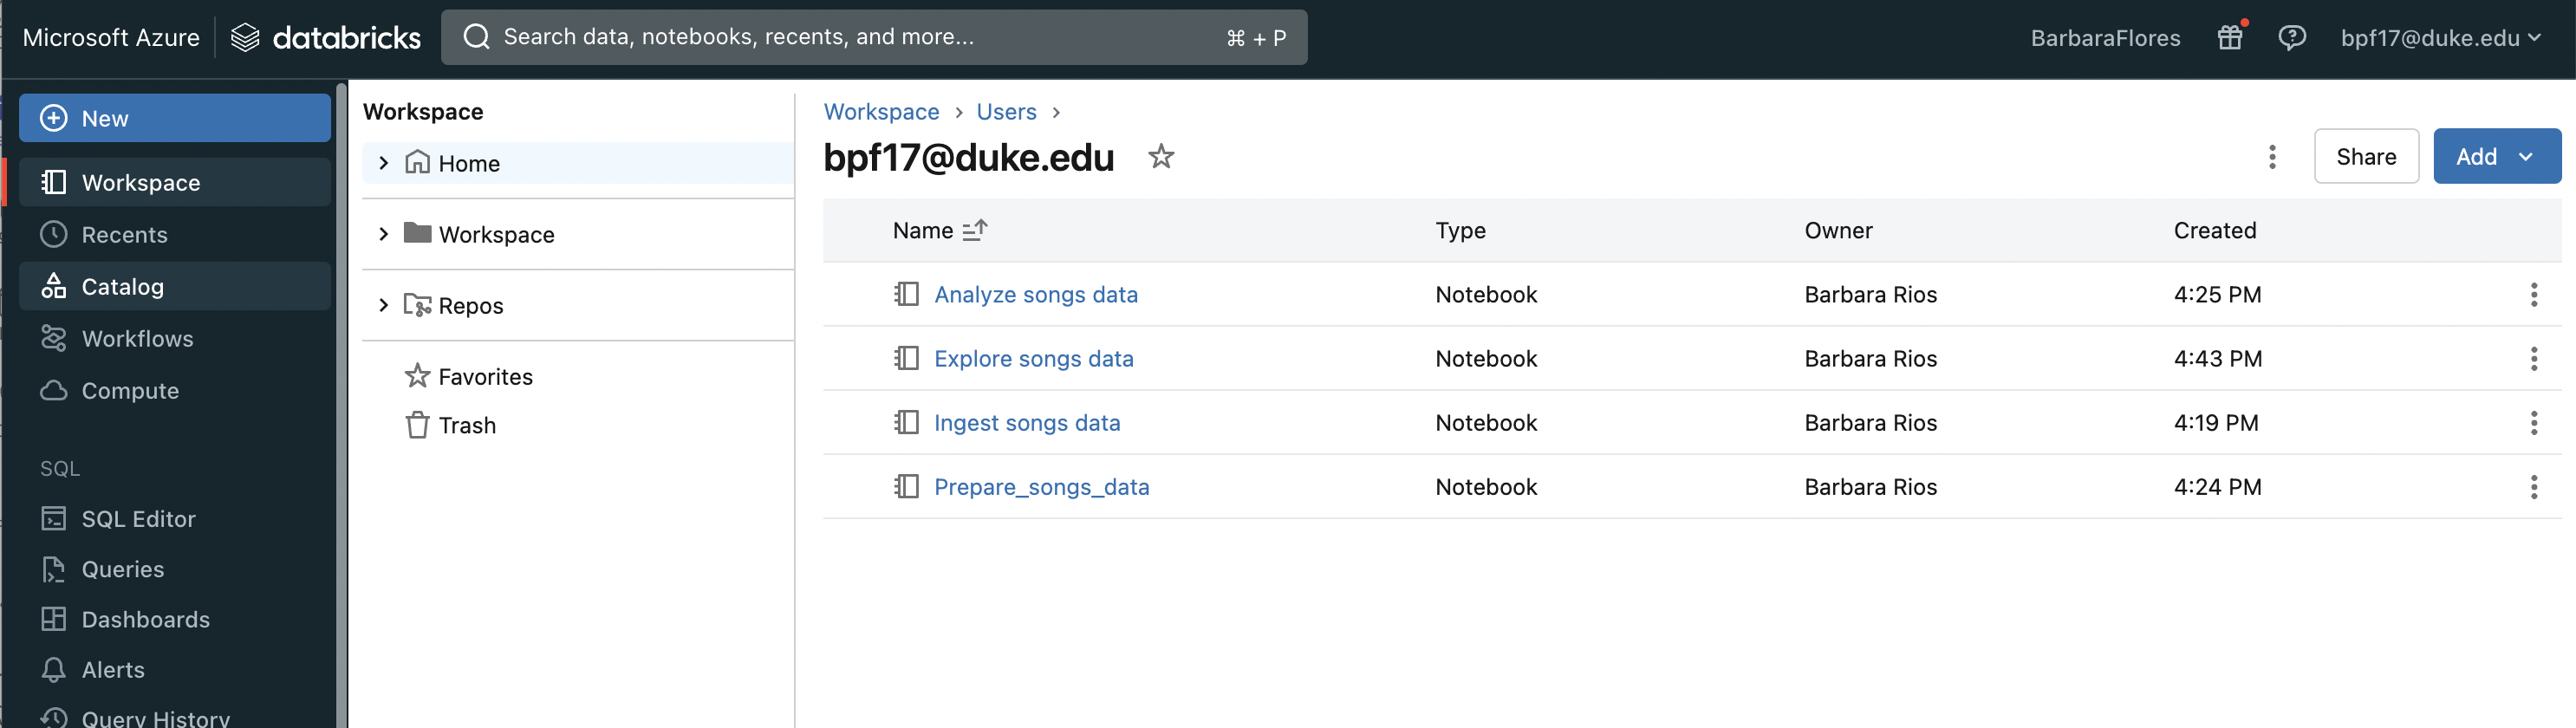 Microsoft Azure databricks Search data, notebooks, recents, and more... ⌘ + P BarbaraFlores bpf17@duke.edu
New
Workspace
Recents
Catalog
Workflows
Compute
SQL
SQL Editor
Queries
Dashboards
Alerts
Query History
Workspace
Home
Workspace
Repos
Favorites
Trash
Workspace > Users >
bpf17@duke.edu
Share Add
Name Type Owner Created
Analyze songs data Notebook Barbara Rios 4:25 PM
Explore songs data Notebook Barbara Rios 4:43 PM
Ingest songs data Notebook Barbara Rios 4:19 PM
Prepare_songs_data Notebook Barbara Rios 4:24 PM